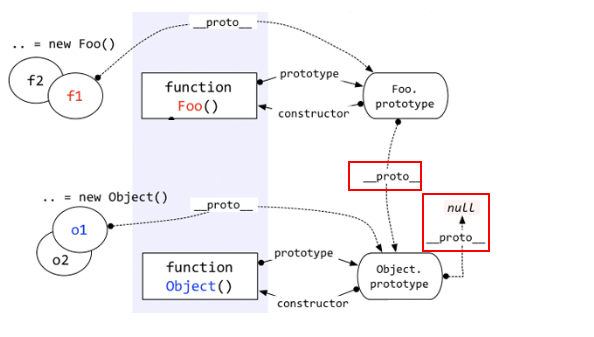 __proto__
.. = new Foo()
f2
f1
function
Foo()
prototype
constructor
Foo.
prototype
__proto__
.. = new Object()
__proto__
null
__proto__
o1
o2
function
Object()
prototype
constructor
Object.
prototype